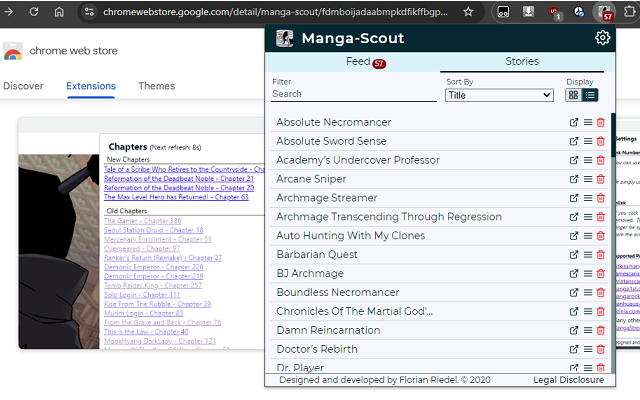 chromewebstore.google.com/detail/manga-scout/fdmboijadaabmpkdfikffbgp...
1
57
chrome web store
Discover
Extensions
Themes
Chapters (Next refresh: 8s)
New Chapters
Tale of a Scribe Who Retires to the Countryside - Cha
Reformation of the Deadbeat Noble - Chapter 21
Reformation of the Deadbeat Noble - Chapter 20
The Max Level Hero has Returned! - Chapter 63
Old Chapters
The Gamer - Chapter 386
Seoul Station Druid - Chapter 18
Mercenary Enrollment - Chapter 51
Overgeared - Chapter 97
Ranker's Return (Remake) - Chapter 27
Demonic Emperor - Chapter 220
Demonic Emperor - Chapter 219
Tomb Raider King - Chapter 257
Solo Login - Chapter 111
Rise From The Rubble - Chapter 39
Murim Login - Chapter 83
From the Grave and Back - Chapter 76
This is the Law - Chapter 40
MookHyang DarkLady - Chapter 121
Manga-Scout
Feed 57
Stories
Filter
Search
Sort By
Title
Display
Absolute Necromancer
Absolute Sword Sense
Academy's Undercover Professor
Arcane Sniper
Archmage Streamer
Archmage Transcending Through Regression
Auto Hunting With My Clones
Barbarian Quest
BJ Archmage
Boundless Necromancer
Chronicles Of The Martial God'...
Damn Reincarnation
Doctor's Rebirth
Dr. Player
Designed and developed by Florian Riedel. © 2020
Legal Disclosure
Settings